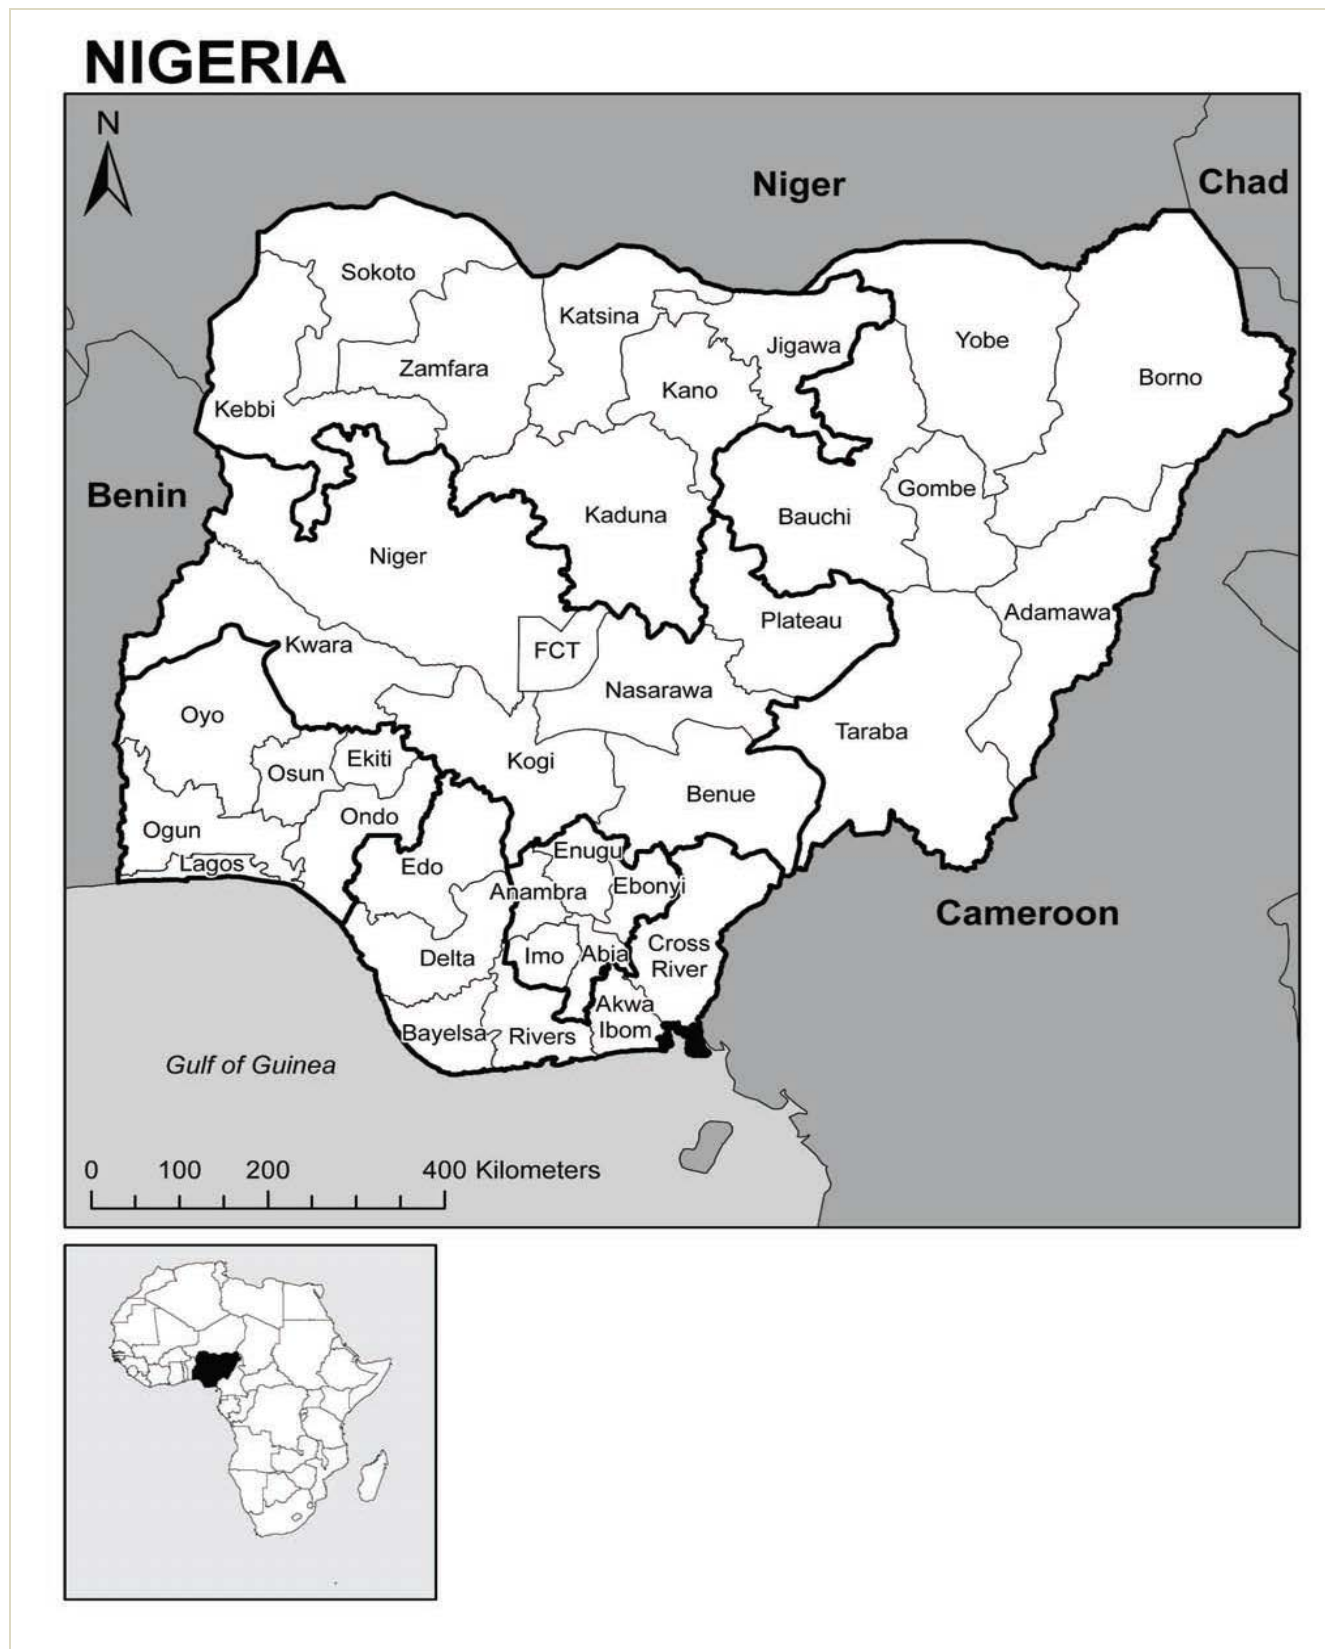 NIGERIA
N
Niger
Chad
Sokoto
Katsina
Jigawa
Yobe
Zamfara
Kano
Borno
Kebbi
Benin
Gombe
Kaduna
Bauchi
Niger
Adamawa
Plateau
Kwara
FCT
Nasarawa
Oyo
Taraba
Ekiti
Kogi
Osun
Benue
Ondo
Ogun
Enugu
Lagos
Edo
Ebonyi
Anambra
Cameroon
Cross
River
Delta
Imo
Abia
Akwa
Ibom
Bayelsa
Rivers
Gulf of Guinea
0 100 200 400 Kilometers